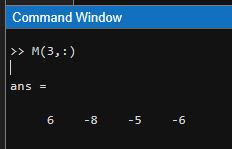 Command Window
>> M(3,:)
ans =
6 -8 -5 -6